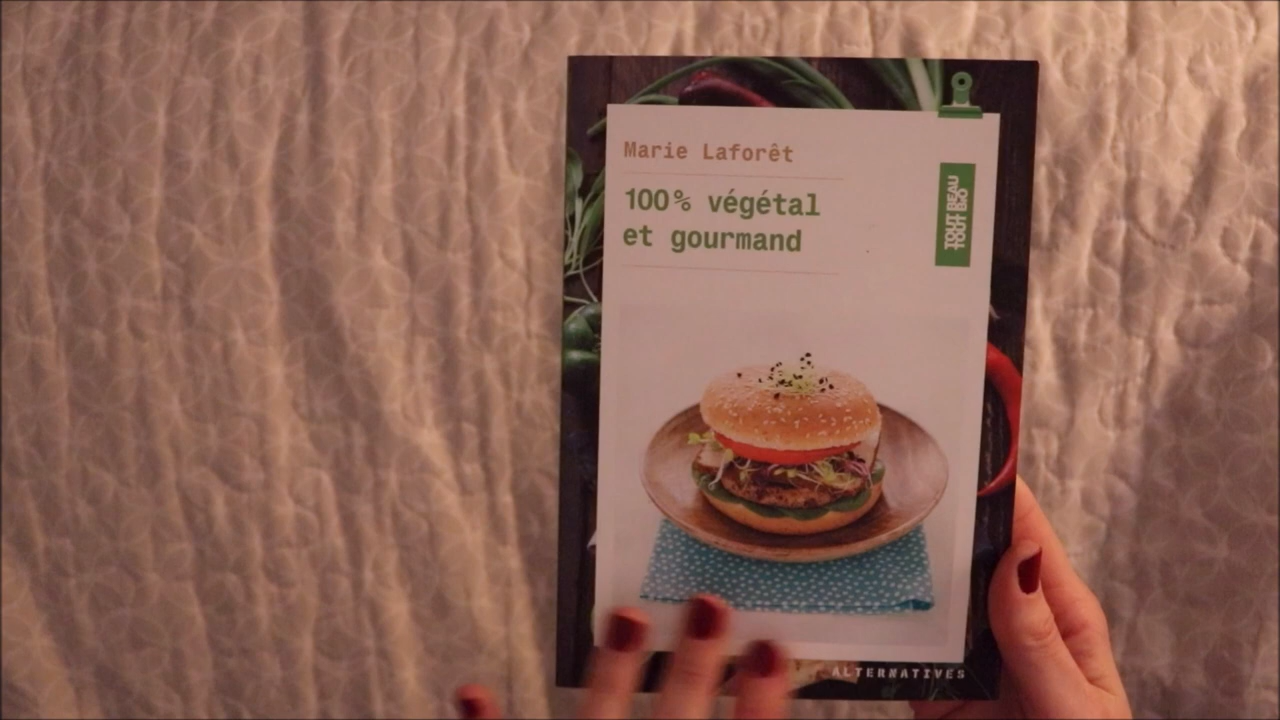 Marie Laforêt
100% végétal
et gourmand
TOUT BEAU
TOUT BIO
ALTERNATIVES